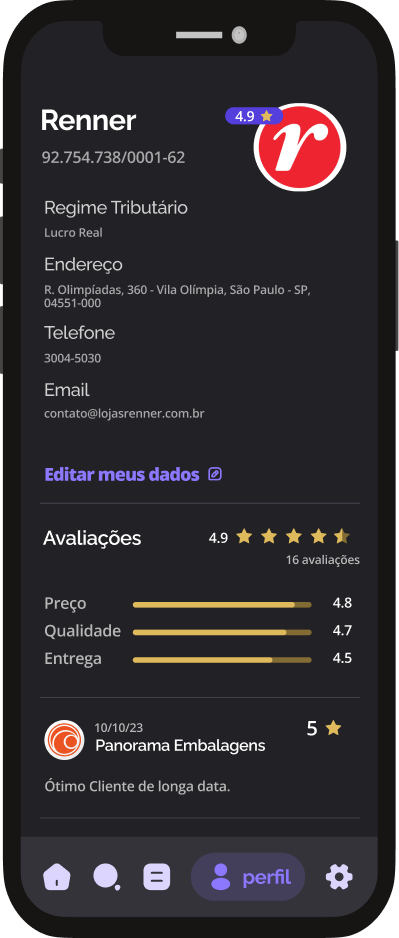 Renner
4.9
r
92.754.738/0001-62
Regime Tributário
Lucro Real
Endereço
R. Olimpíadas, 360 - Vila Olímpia, São Paulo - SP,
04551-000
Telefone
3004-5030
Email
contato@lojasrenner.com.br
Editar meus dados
Avaliações 4.9
16 avaliações
Preço 4.8
Qualidade 4.7
Entrega 4.5
10/10/23
Panorama Embalagens 5
Ótimo Cliente de longa data.
perfil